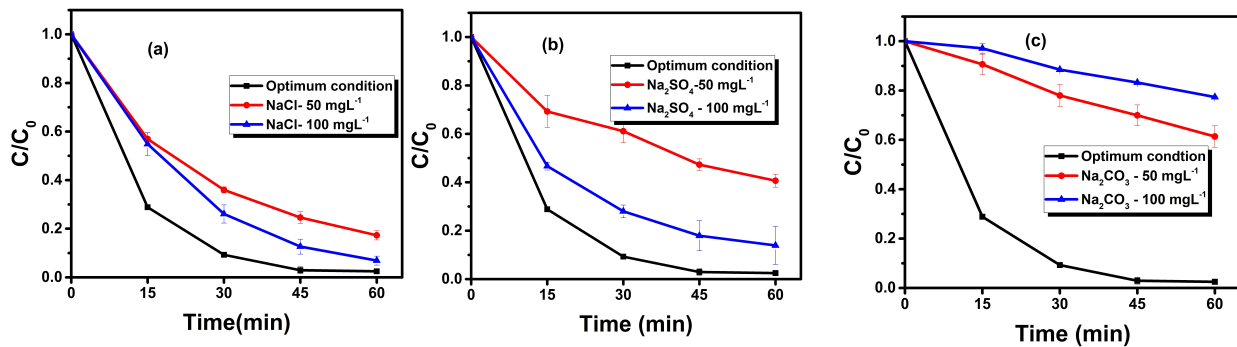 (a)
Optimum condition
NaCl- 50 mgL⁻¹
NaCl- 100 mgL⁻¹
C/C₀
1.0
0.8
0.6
0.4
0.2
0.0
0 15 30 45 60
Time(min)
(b)
Optimum condition
Na₂SO₄-50 mgL⁻¹
Na₂SO₄ - 100 mgL⁻¹
C/C₀
1.0
0.8
0.6
0.4
0.2
0.0
0 15 30 45 60
Time (min)
(c)
Optimum condition
Na₂CO₃ - 50 mgL⁻¹
Na₂CO₃ - 100 mgL⁻¹
C/C₀
1.0
0.8
0.6
0.4
0.2
0.0
0 15 30 45 60
Time (min)